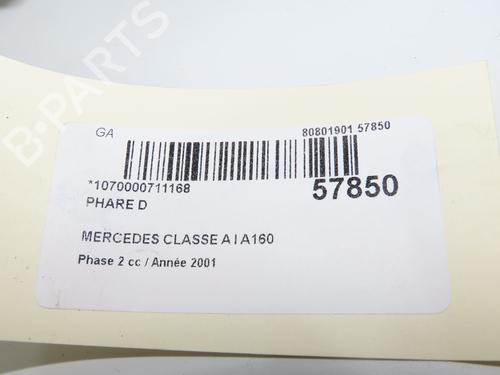 B-PARTS
GA
80801901 57850
*1070000711168
57850
PHARE D
MERCEDES CLASSE A I A160
Phase 2 cc / Année 2001